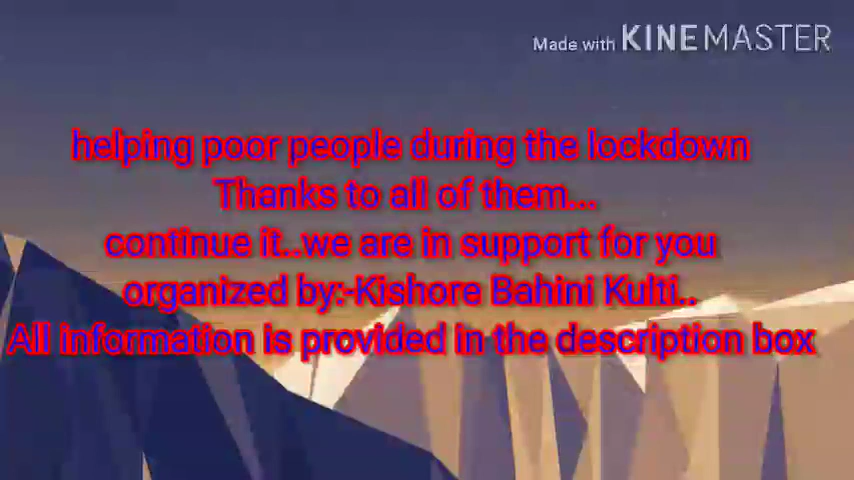 Made with KINEMASTER
helping poor people during the lockdown
Thanks to all of them...
continue it..we are in support for you
organized by:-Kishore Bahini Kulti..
All information is provided in the description box